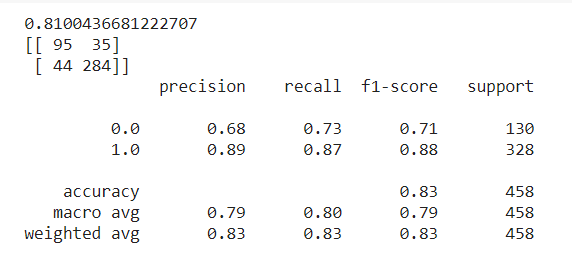 0.8100436681222707
[[ 95  35]
 [ 44 284]]
              precision    recall  f1-score   support

         0.0       0.68      0.73      0.71       130
         1.0       0.89      0.87      0.88       328

    accuracy                           0.83       458
   macro avg       0.79      0.80      0.79       458
weighted avg       0.83      0.83      0.83       458